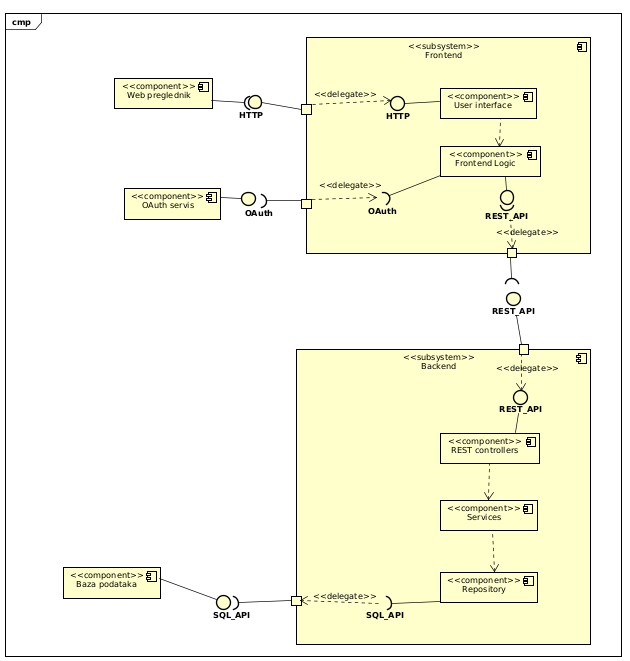 cmp
<<subsystem>>
Frontend
<<component>>
Web preglednik
HTTP
<<delegate>>
HTTP
<<component>>
User interface
<<component>>
Frontend Logic
<<component>>
OAuth servis
OAuth
<<delegate>>
OAuth
REST_API
<<delegate>>
REST_API
<<subsystem>>
Backend
<<delegate>>
REST_API
<<component>>
REST controllers
<<component>>
Services
<<component>>
Baza podataka
SQL_API
<<delegate>>
SQL_API
<<component>>
Repository